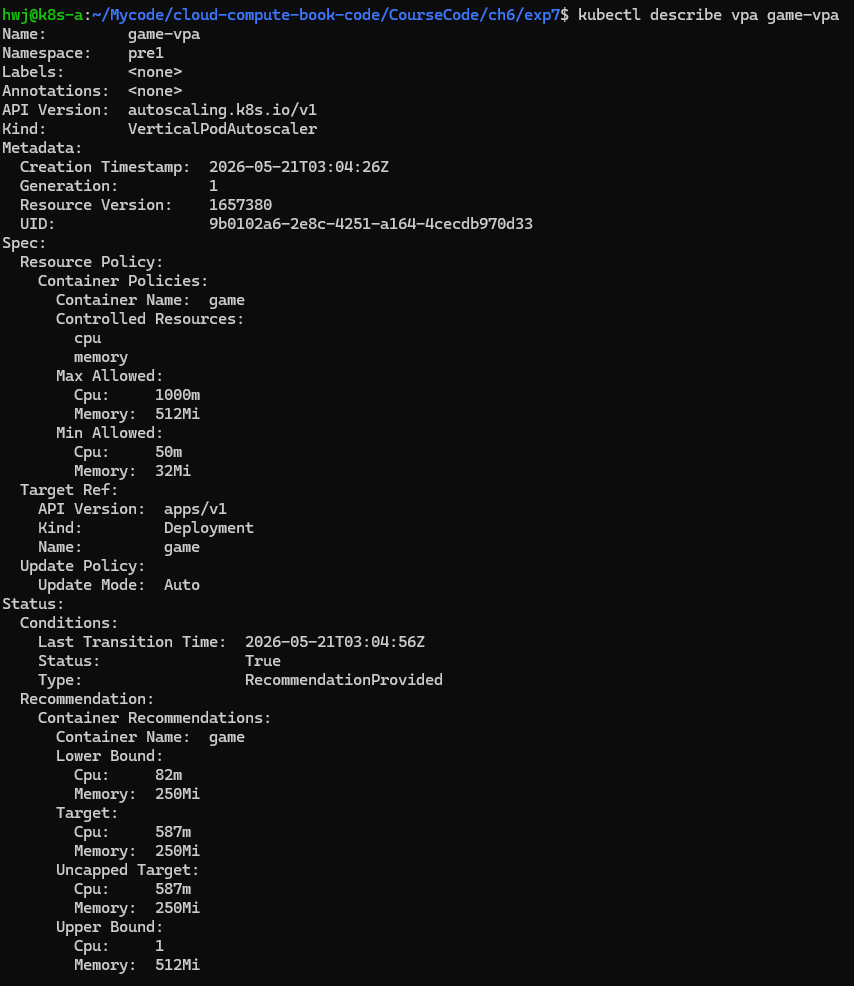 hwj@k8s-a:~/Mycode/cloud-compute-book-code/CourseCode/ch6/exp7$ kubectl describe vpa game-vpa
Name:         game-vpa
Namespace:    pre1
Labels:       <none>
Annotations:  <none>
API Version:  autoscaling.k8s.io/v1
Kind:         VerticalPodAutoscaler
Metadata:
  Creation Timestamp:  2026-05-21T03:04:26Z
  Generation:          1
  Resource Version:    1657380
  UID:                 9b0102a6-2e8c-4251-a164-4cecdb970d33
Spec:
  Resource Policy:
    Container Policies:
      Container Name:  game
      Controlled Resources:
        cpu
        memory
      Max Allowed:
        Cpu:     1000m
        Memory:  512Mi
      Min Allowed:
        Cpu:     50m
        Memory:  32Mi
  Target Ref:
    API Version:  apps/v1
    Kind:         Deployment
    Name:         game
  Update Policy:
    Update Mode:  Auto
Status:
  Conditions:
    Last Transition Time:  2026-05-21T03:04:56Z
    Status:                True
    Type:                  RecommendationProvided
  Recommendation:
    Container Recommendations:
      Container Name:  game
      Lower Bound:
        Cpu:     82m
        Memory:  250Mi
      Target:
        Cpu:     587m
        Memory:  250Mi
      Uncapped Target:
        Cpu:     587m
        Memory:  250Mi
      Upper Bound:
        Cpu:     1
        Memory:  512Mi